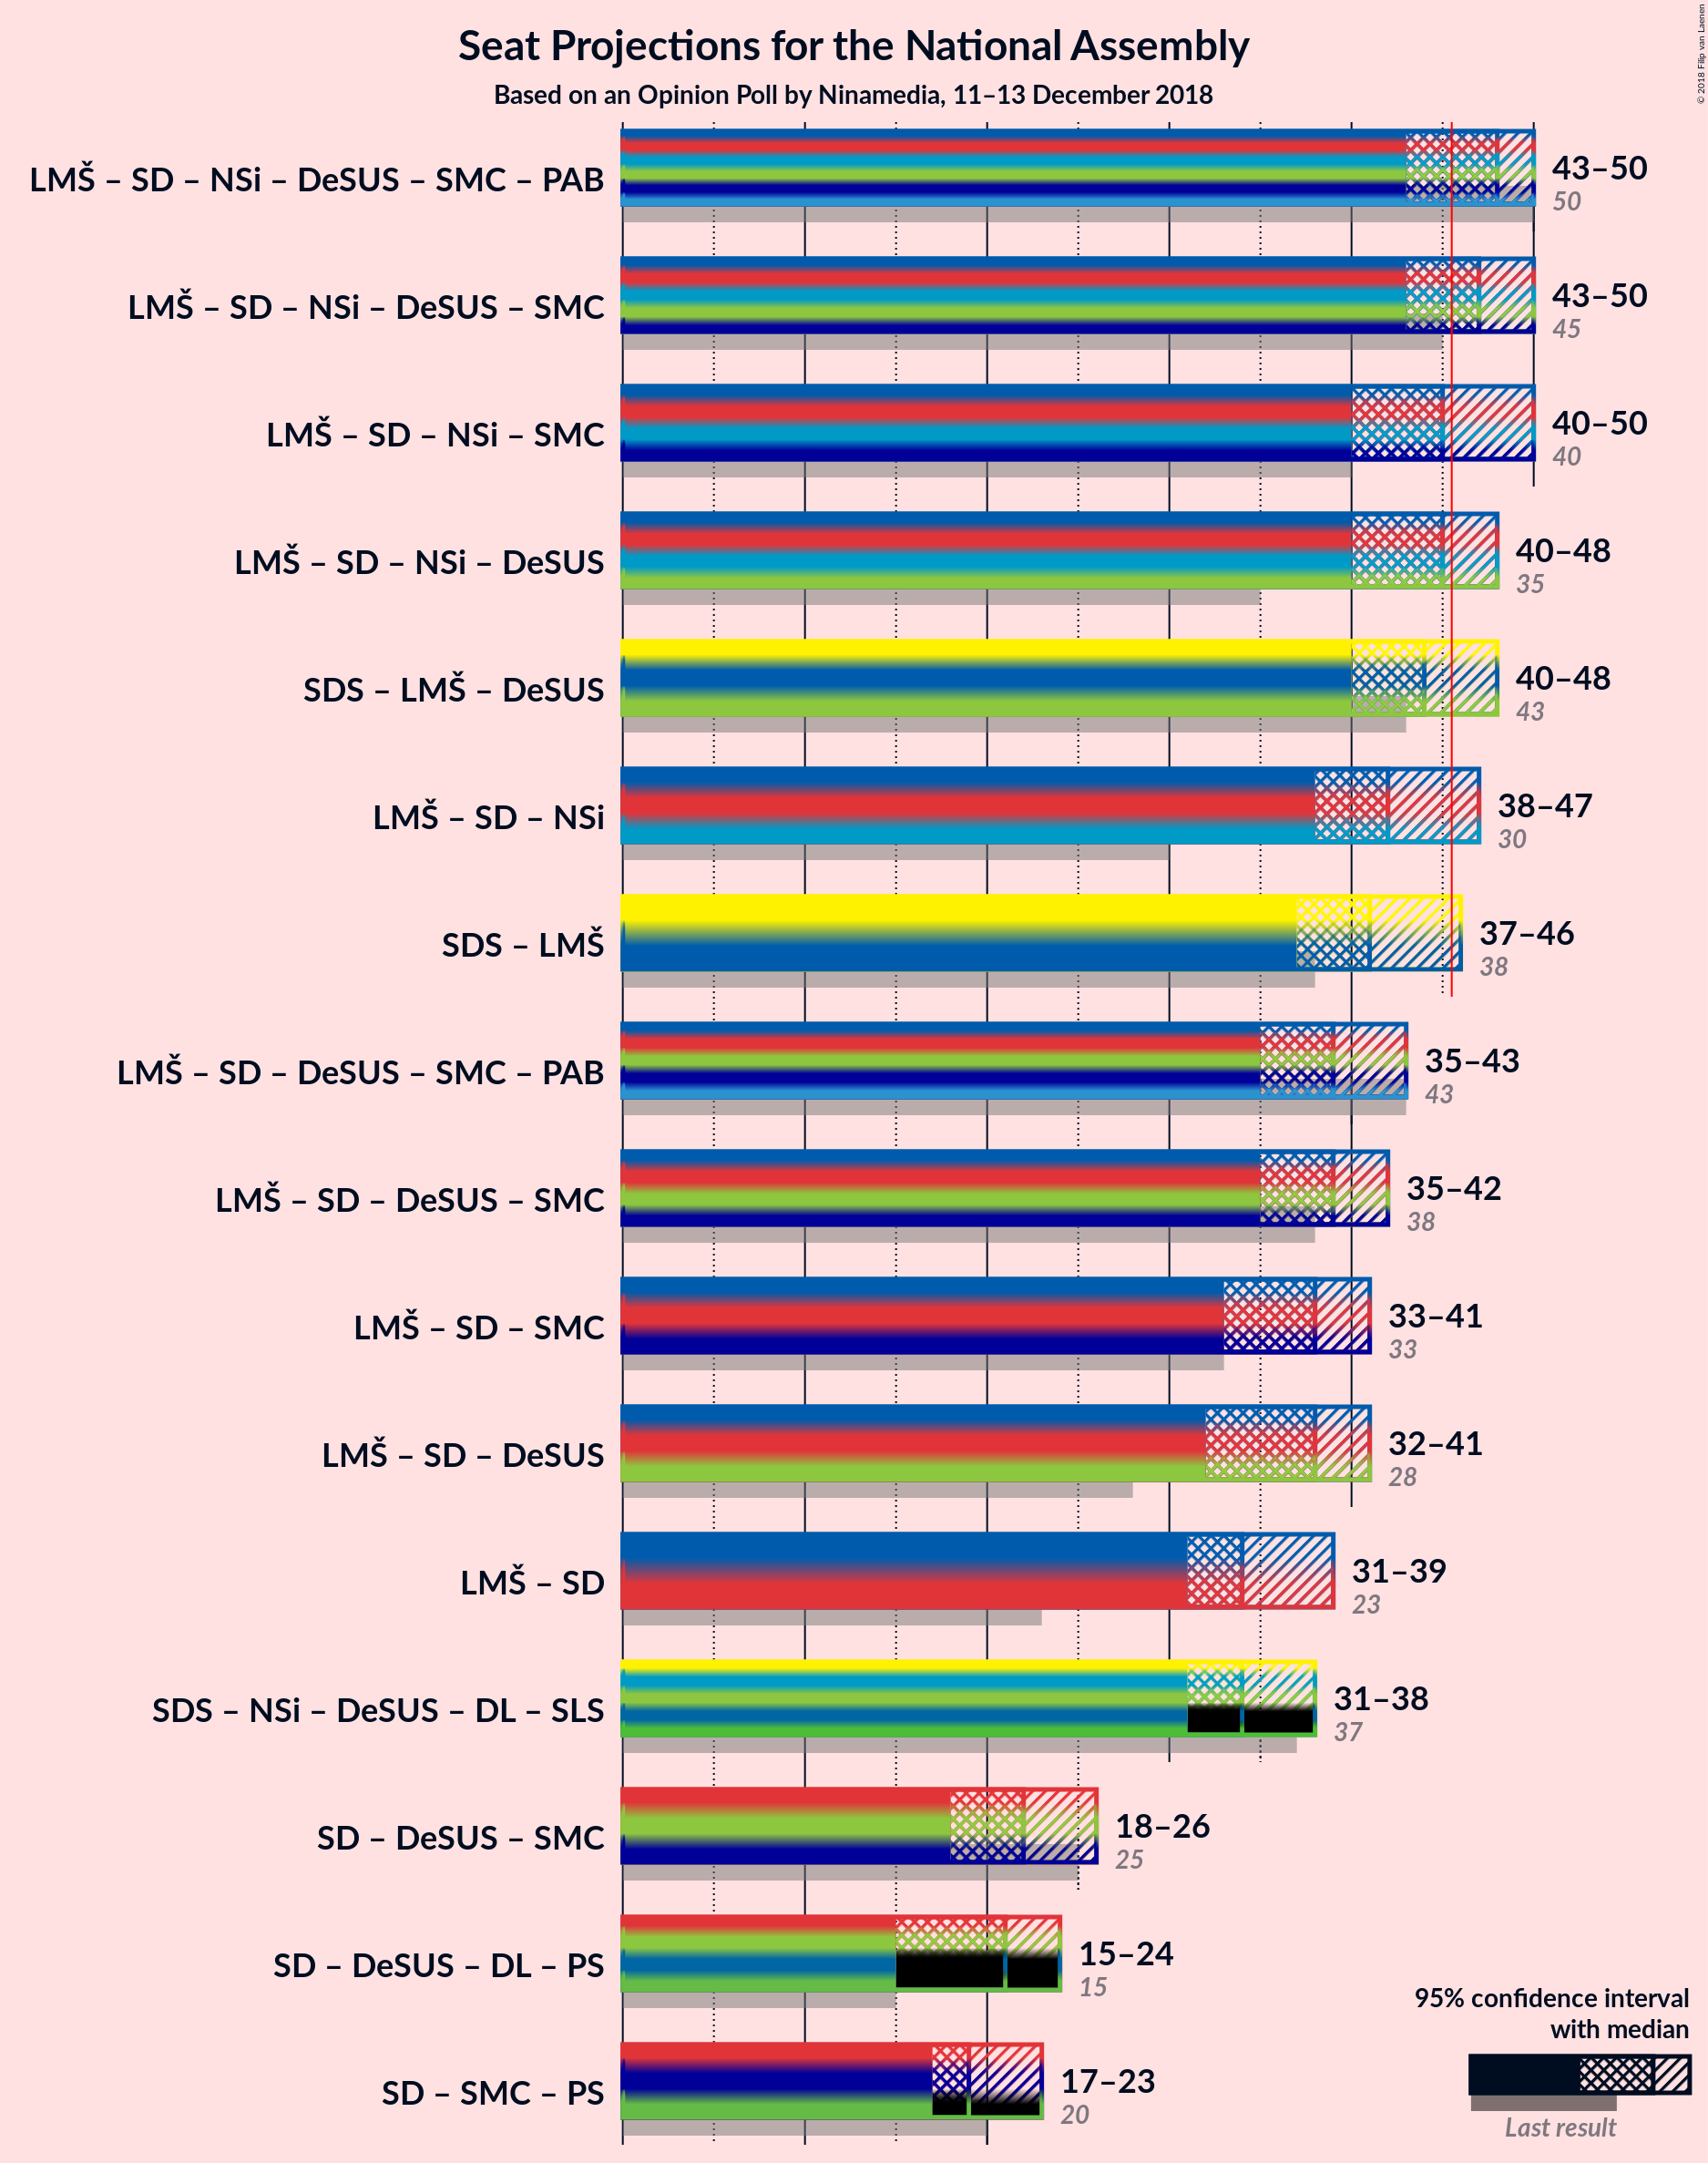 Seat Projections for the National Assembly
Based on an Opinion Poll by Ninamedia, 11–13 December 2018
© 2018 Filip van Laenen
LMŠ – SD – NSi – DeSUS – SMC – PAB
43–50
50
LMŠ – SD – NSi – DeSUS – SMC
43–50
45
LMŠ – SD – NSi – SMC
40–50
40
LMŠ – SD – NSi – DeSUS
40–48
35
SDS – LMŠ – DeSUS
40–48
43
LMŠ – SD – NSi
38–47
30
SDS – LMŠ
37–46
38
LMŠ – SD – DeSUS – SMC – PAB
35–43
43
LMŠ – SD – DeSUS – SMC
35–42
38
LMŠ – SD – SMC
33–41
33
LMŠ – SD – DeSUS
32–41
28
LMŠ – SD
31–39
23
SDS – NSi – DeSUS – DL – SLS
31–38
37
SD – DeSUS – SMC
18–26
25
SD – DeSUS – DL – PS
15–24
15
SD – SMC – PS
17–23
20
95% confidence interval
with median
Last result